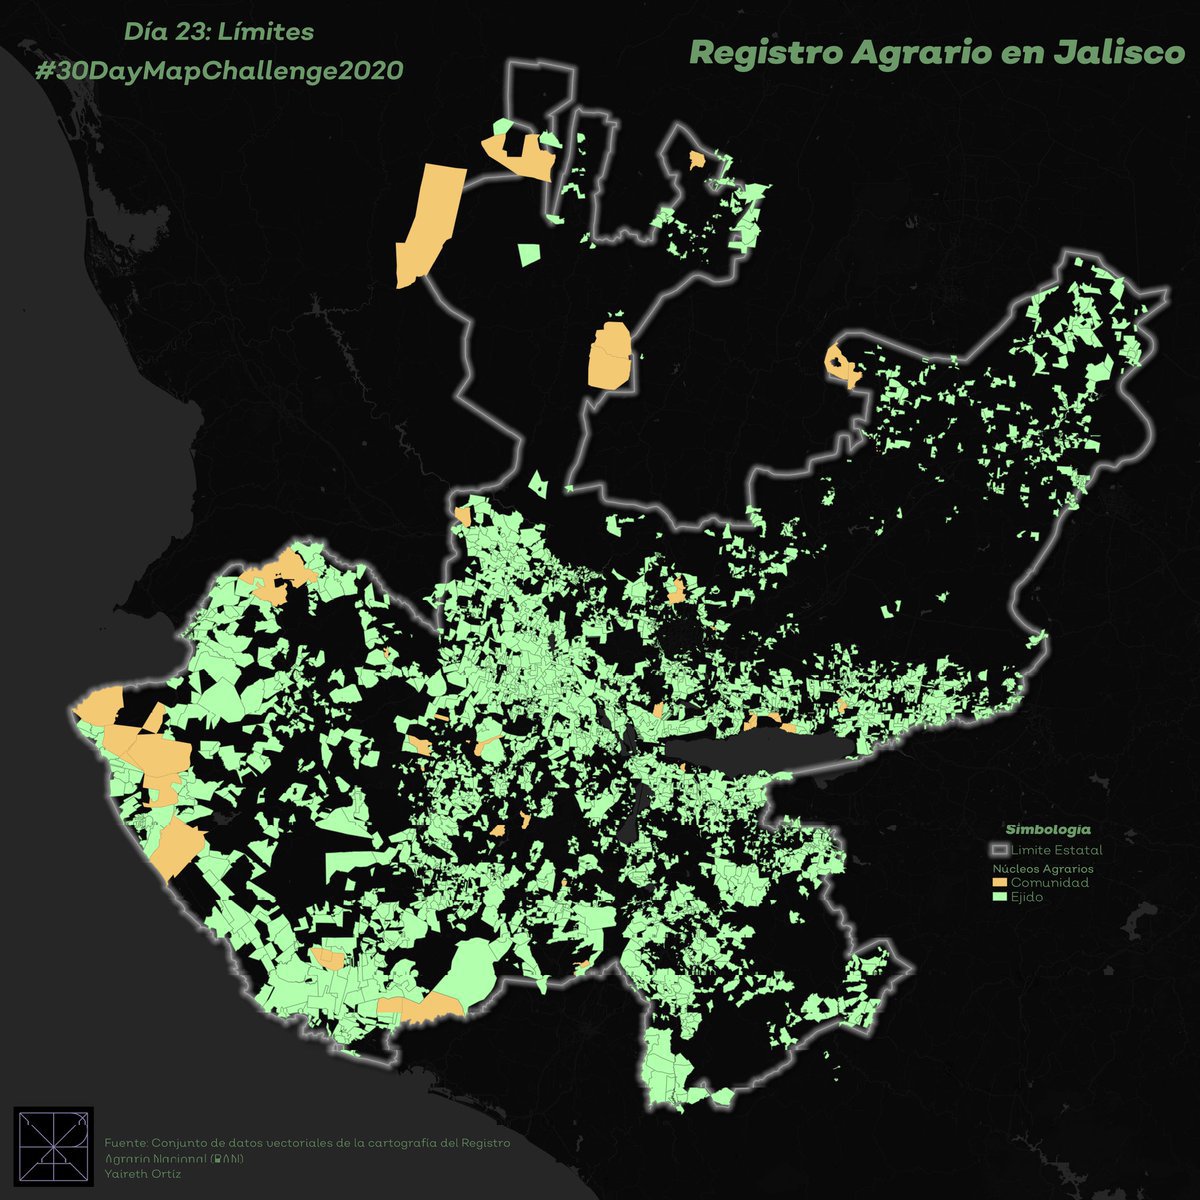 Día 23: Límites
#30DayMapChallenge2020
Registro Agrario en Jalisco
Simbología
Limite Estatal
Núcleos Agrarios
Comunidad
Ejido
Fuente: Conjunto de datos vectoriales de la cartografía del Registro
Agrario Nacional (RAN)
Yaireth Ortíz